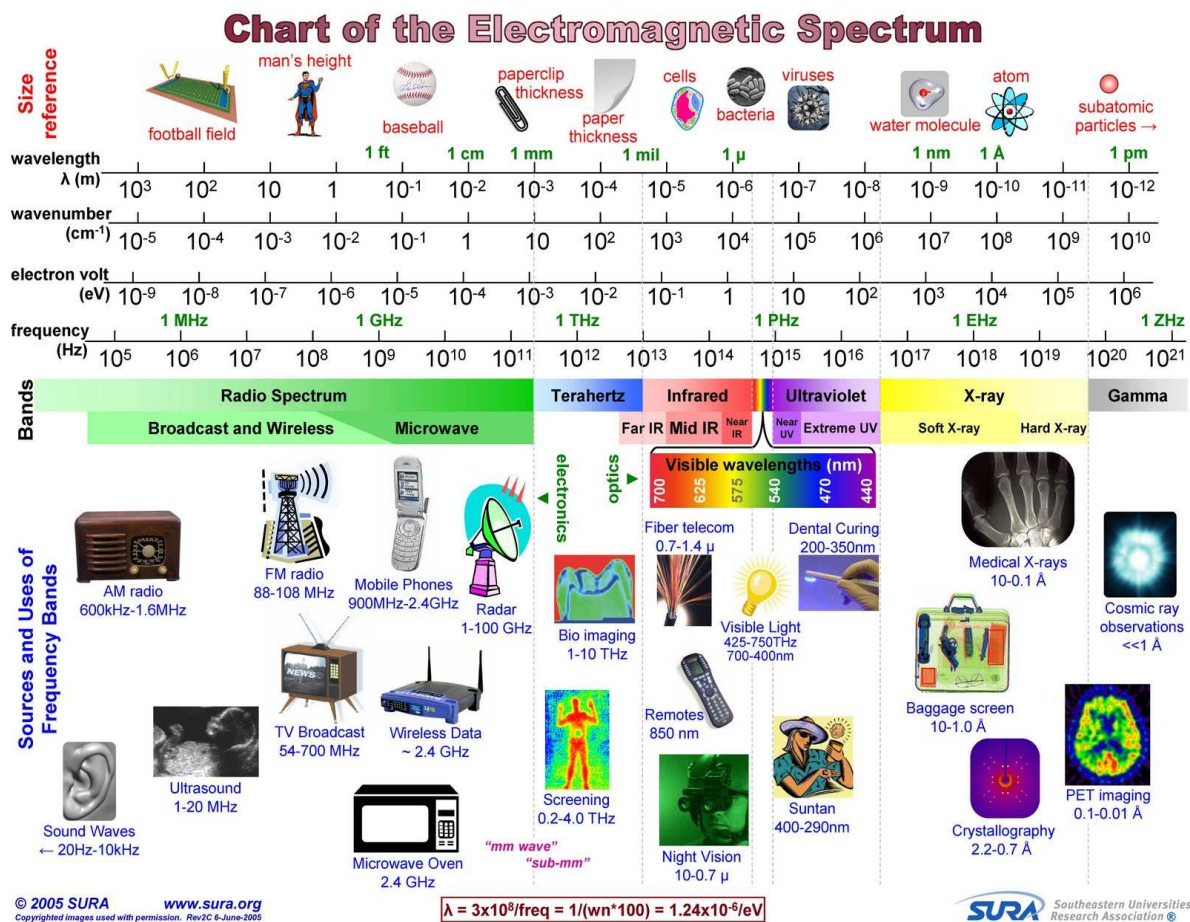 Chart of the Electromagnetic Spectrum
Size
reference
football field
man's height
baseball
paperclip
thickness
paper
thickness
cells
bacteria
viruses
water molecule
atom
subatomic
particles →
wavelength
λ (m)
1 ft
1 cm
1 mm
1 mil
1 μ
1 nm
1 Å
1 pm
10³ 10² 10 1 10⁻¹ 10⁻² 10⁻³ 10⁻⁴ 10⁻⁵ 10⁻⁶ 10⁻⁷ 10⁻⁸ 10⁻⁹ 10⁻¹⁰ 10⁻¹¹ 10⁻¹²
wavenumber
(cm⁻¹)
10⁻⁵ 10⁻⁴ 10⁻³ 10⁻² 10⁻¹ 1 10 10² 10³ 10⁴ 10⁵ 10⁶ 10⁷ 10⁸ 10⁹ 10¹⁰
electron volt
(eV)
10⁻⁹ 10⁻⁸ 10⁻⁷ 10⁻⁶ 10⁻⁵ 10⁻⁴ 10⁻³ 10⁻² 10⁻¹ 1 10 10² 10³ 10⁴ 10⁵ 10⁶
frequency
(Hz)
1 MHz
1 GHz
1 THz
1 PHz
1 EHz
1 ZHz
10⁵ 10⁶ 10⁷ 10⁸ 10⁹ 10¹⁰ 10¹¹ 10¹² 10¹³ 10¹⁴ 10¹⁵ 10¹⁶ 10¹⁷ 10¹⁸ 10¹⁹ 10²⁰ 10²¹
Bands
Radio Spectrum
Terahertz
Infrared
Ultraviolet
X-ray
Gamma
Broadcast and Wireless
Microwave
Far IR
Mid IR
Near
IR
Near
UV
Extreme UV
Soft X-ray
Hard X-ray
electronics
optics
Visible wavelengths (nm)
700 625 575 540 470 440
Sources and Uses of
Frequency Bands
AM radio
600kHz-1.6MHz
FM radio
88-108 MHz
Mobile Phones
900MHz-2.4GHz
Radar
1-100 GHz
Bio imaging
1-10 THz
Fiber telecom
0.7-1.4 μ
Visible Light
425-750THz
700-400nm
Dental Curing
200-350nm
Medical X-rays
10-0.1 Å
Cosmic ray
observations
<<1 Å
Sound Waves
← 20Hz-10kHz
Ultrasound
1-20 MHz
NEWS
TV Broadcast
54-700 MHz
Wireless Data
~ 2.4 GHz
Microwave Oven
2.4 GHz
"mm wave"
"sub-mm"
Screening
0.2-4.0 THz
Remotes
850 nm
Night Vision
10-0.7 μ
Suntan
400-290nm
Baggage screen
10-1.0 Å
Crystallography
2.2-0.7 Å
PET imaging
0.1-0.01 Å
© 2005 SURA www.sura.org
Copyrighted images used with permission. Rev2C 6-June-2005
λ = 3x10⁸/freq = 1/(wn*100) = 1.24x10⁻⁶/eV
SURA
Southeastern Universities
Research Association ®